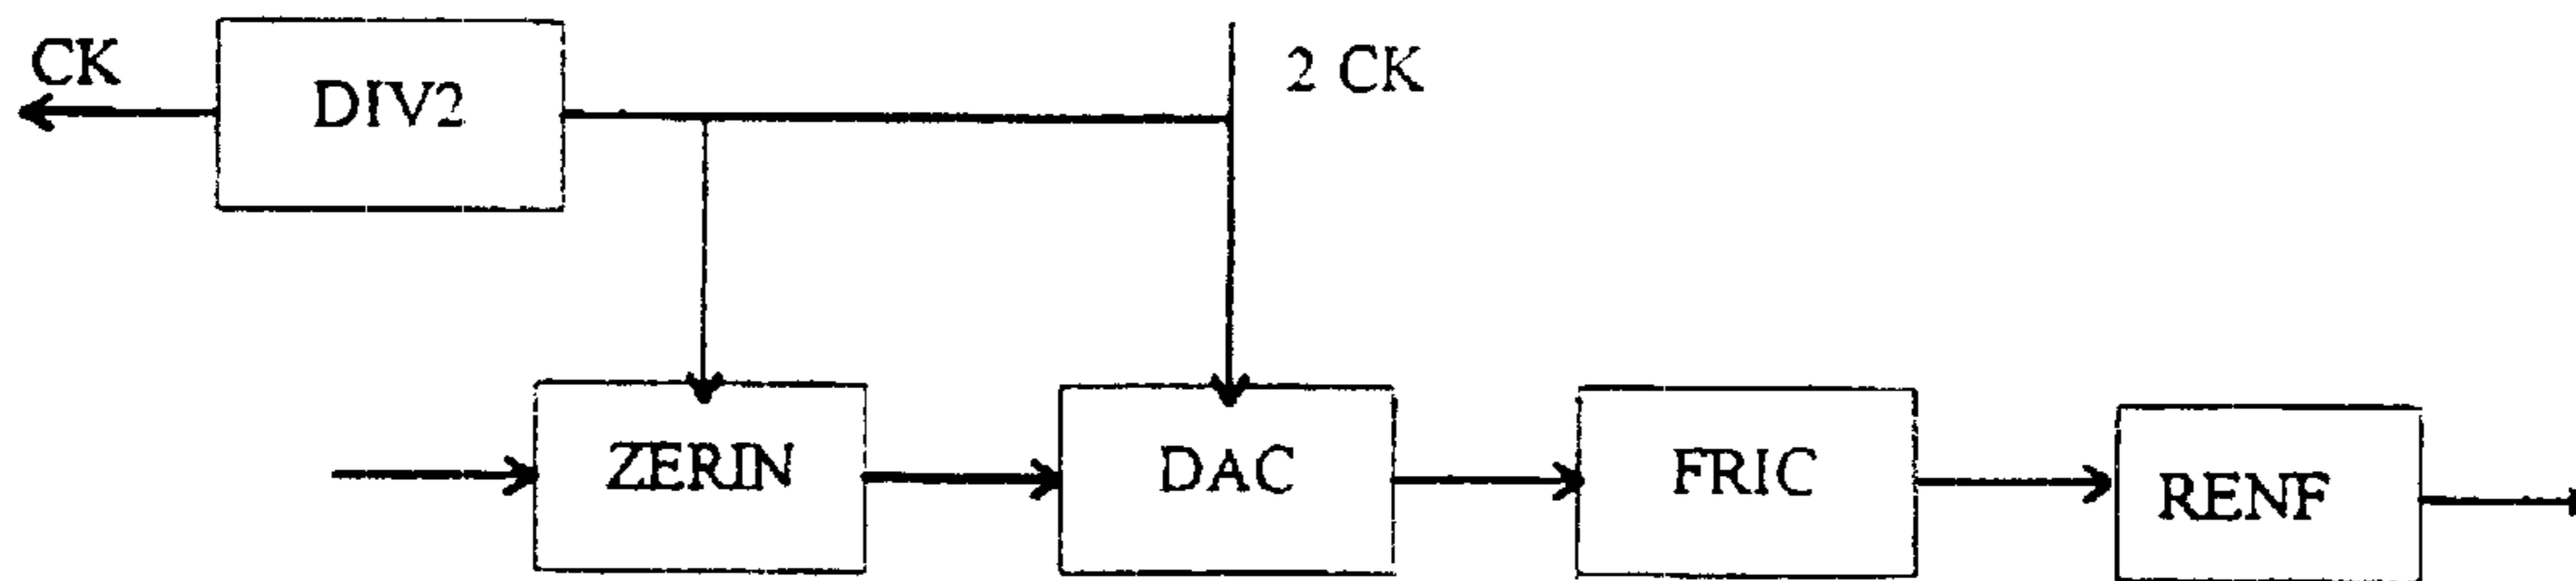 CK
DIV2
2 CK
ZERIN
DAC
FRIC
RENF